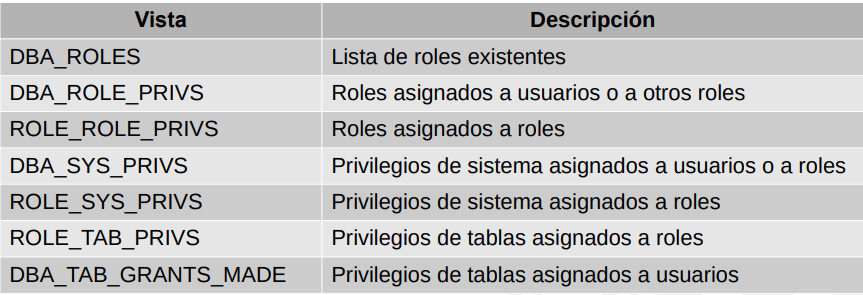 Vista Descripción
DBA_ROLES Lista de roles existentes
DBA_ROLE_PRIVS Roles asignados a usuarios o a otros roles
ROLE_ROLE_PRIVS Roles asignados a roles
DBA_SYS_PRIVS Privilegios de sistema asignados a usuarios o a roles
ROLE_SYS_PRIVS Privilegios de sistema asignados a roles
ROLE_TAB_PRIVS Privilegios de tablas asignados a roles
DBA_TAB_GRANTS_MADE Privilegios de tablas asignados a usuarios